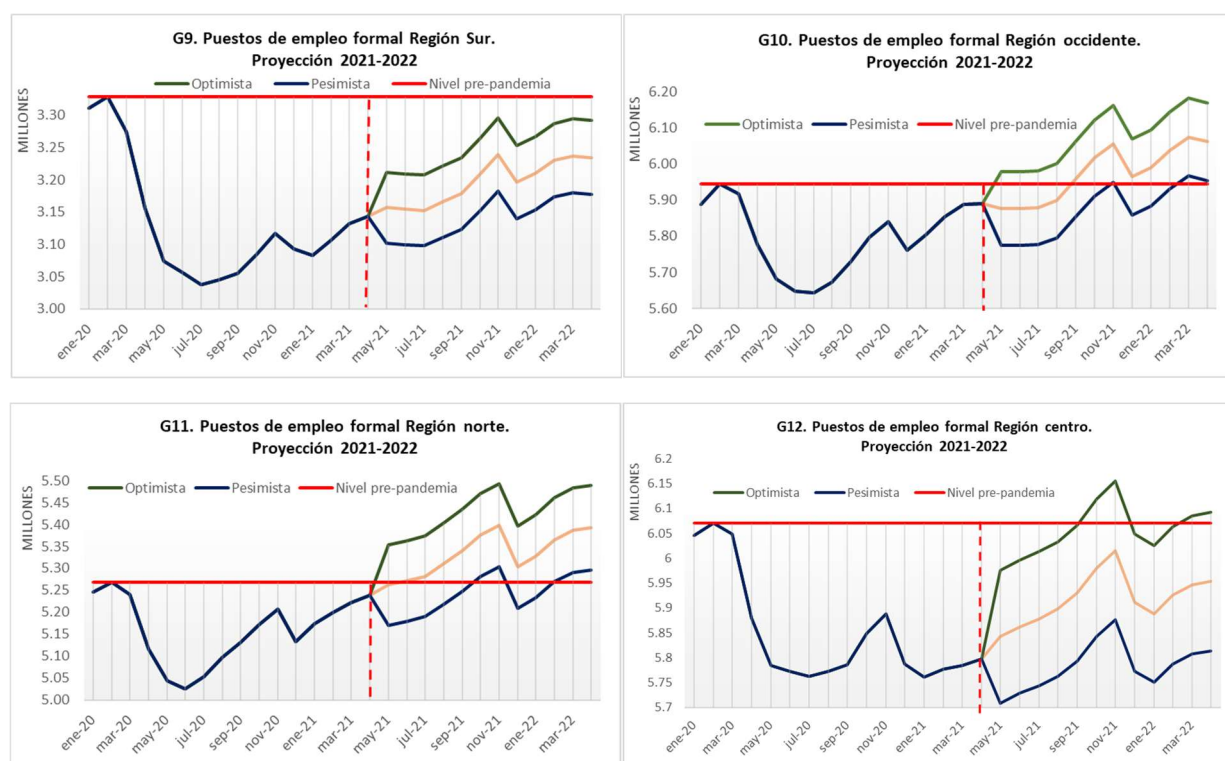 G9. Puestos de empleo formal Región Sur.
Proyección 2021-2022
Optimista Pesimista Nivel pre-pandemia
MILLONES
3.30
3.25
3.20
3.15
3.10
3.05
3.00
ene-20 mar-20 may-20 jul-20 sep-20 nov-20 ene-21 mar-21 may-21 jul-21 sep-21 nov-21 ene-22 mar-22
G10. Puestos de empleo formal Región occidente.
Proyección 2021-2022
MILLONES
6.20
Optimista Pesimista Nivel pre-pandemia
6.10
6.00
5.90
5.80
5.70
5.60
ene-20 mar-20 may-20 jul-20 sep-20 nov-20 ene-21 mar-21 may-21 jul-21 sep-21 nov-21 ene-22 mar-22
G11. Puestos de empleo formal Región norte.
Proyección 2021-2022
Optimista Pesimista Nivel pre-pandemia
MILLONES
5.50
5.45
5.40
5.35
5.30
5.25
5.20
5.15
5.10
5.05
5.00
ene-20 mar-20 may-20 jul-20 sep-20 nov-20 ene-21 mar-21 may-21 jul-21 sep-21 nov-21 ene-22 mar-22
G12. Puestos de empleo formal Región centro.
Proyección 2021-2022
MILLONES
6.2
6.15
Optimista Pesimista Nivel pre-pandemia
6.1
6.05
6
5.95
5.9
5.85
5.8
5.75
5.7
ene-20 mar-20 may-20 jul-20 sep-20 nov-20 ene-21 mar-21 may-21 jul-21 sep-21 nov-21 ene-22 mar-22